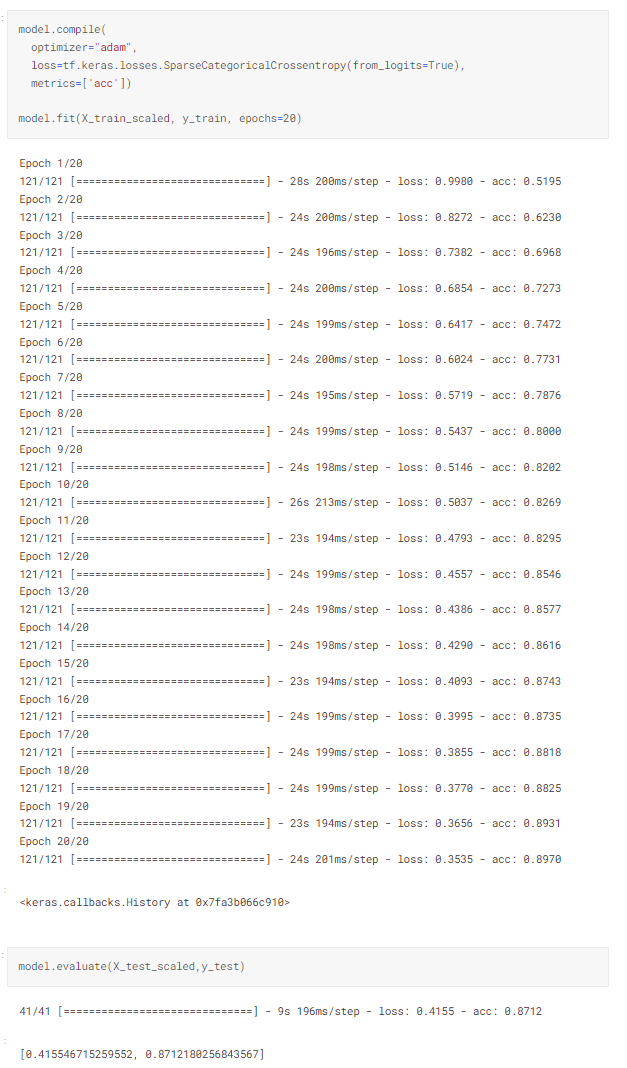 model.compile(
optimizer="adam",
loss=tf.keras.losses.SparseCategoricalCrossentropy(from_logits=True),
metrics=['acc'])
model.fit(X_train_scaled, y_train, epochs=20)
Epoch 1/20
121/121 [==============================] - 28s 200ms/step - loss: 0.9980 - acc: 0.5195
Epoch 2/20
121/121 [==============================] - 24s 200ms/step - loss: 0.8272 - acc: 0.6230
Epoch 3/20
121/121 [==============================] - 24s 196ms/step - loss: 0.7382 - acc: 0.6968
Epoch 4/20
121/121 [==============================] - 24s 200ms/step - loss: 0.6854 - acc: 0.7273
Epoch 5/20
121/121 [==============================] - 24s 199ms/step - loss: 0.6417 - acc: 0.7472
Epoch 6/20
121/121 [==============================] - 24s 200ms/step - loss: 0.6024 - acc: 0.7731
Epoch 7/20
121/121 [==============================] - 24s 195ms/step - loss: 0.5719 - acc: 0.7876
Epoch 8/20
121/121 [==============================] - 24s 199ms/step - loss: 0.5437 - acc: 0.8000
Epoch 9/20
121/121 [==============================] - 24s 198ms/step - loss: 0.5146 - acc: 0.8202
Epoch 10/20
121/121 [==============================] - 26s 213ms/step - loss: 0.5037 - acc: 0.8269
Epoch 11/20
121/121 [==============================] - 23s 194ms/step - loss: 0.4793 - acc: 0.8295
Epoch 12/20
121/121 [==============================] - 24s 199ms/step - loss: 0.4557 - acc: 0.8546
Epoch 13/20
121/121 [==============================] - 24s 198ms/step - loss: 0.4386 - acc: 0.8577
Epoch 14/20
121/121 [==============================] - 24s 198ms/step - loss: 0.4290 - acc: 0.8616
Epoch 15/20
121/121 [==============================] - 23s 194ms/step - loss: 0.4093 - acc: 0.8743
Epoch 16/20
121/121 [==============================] - 24s 199ms/step - loss: 0.3995 - acc: 0.8735
Epoch 17/20
121/121 [==============================] - 24s 199ms/step - loss: 0.3855 - acc: 0.8818
Epoch 18/20
121/121 [==============================] - 24s 199ms/step - loss: 0.3770 - acc: 0.8825
Epoch 19/20
121/121 [==============================] - 23s 194ms/step - loss: 0.3656 - acc: 0.8931
Epoch 20/20
121/121 [==============================] - 24s 201ms/step - loss: 0.3535 - acc: 0.8970
<keras.callbacks.History at 0x7fa3b066c910>
model.evaluate(X_test_scaled,y_test)
41/41 [==============================] - 9s 196ms/step - loss: 0.4155 - acc: 0.8712
[0.415546715259552, 0.8712180256843567]